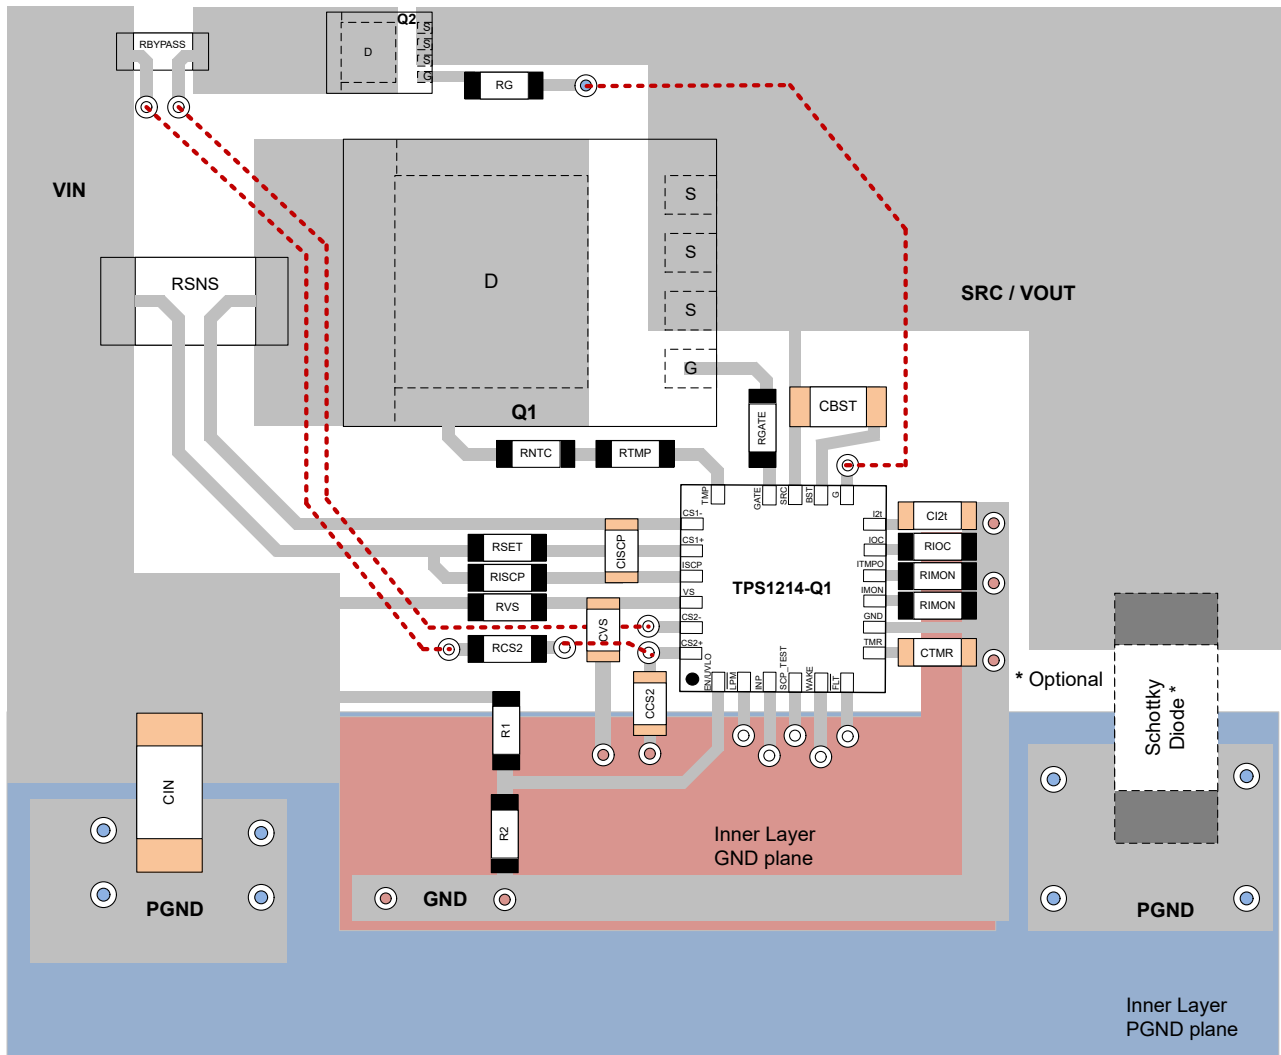 Q2
RBYPASS
D
S
S
S
G
RG
VIN
S
S
S
G
D
RSNS
SRC / VOUT
Q1
CBST
RGATE
RNTC
RTMP
TMP
GATE
SRC
BST
G
CS1-
CS1+
ISCP
VS
CS2-
CS2+
I2t
IOC
ITMPO
IMON
GND
TMR
CI2t
RIOC
RIMON
RIMON
CTMR
RSET
RISCP
RVS
RCS2
CISCP
CVS
CCS2
TPS1214-Q1
EN/UVLO
LPM
INP
SCP_TEST
WAKE
FLT
* Optional
Schottky
Diode *
R1
R2
CIN
Inner Layer
GND plane
GND
PGND
PGND
Inner Layer
PGND plane